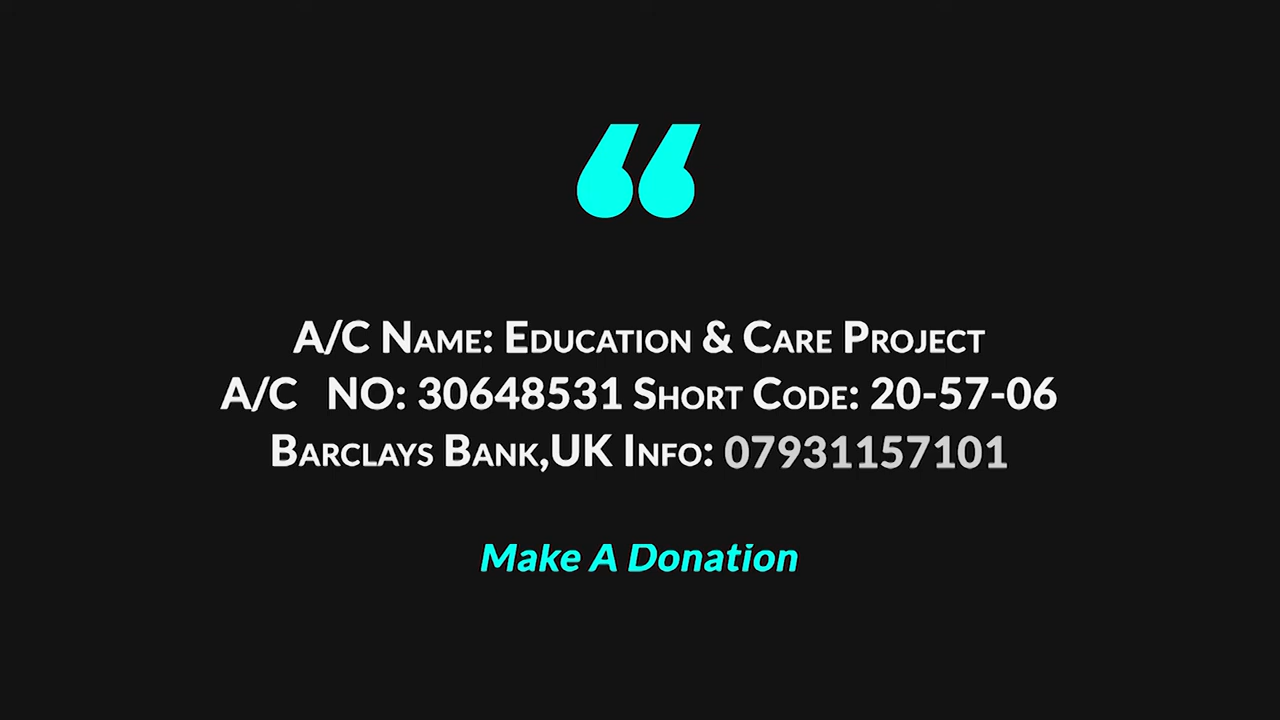 “
A/C Name: Education & Care Project
A/C NO: 30648531 Short Code: 20-57-06
Barclays Bank,UK Info: 07931157101
Make A Donation